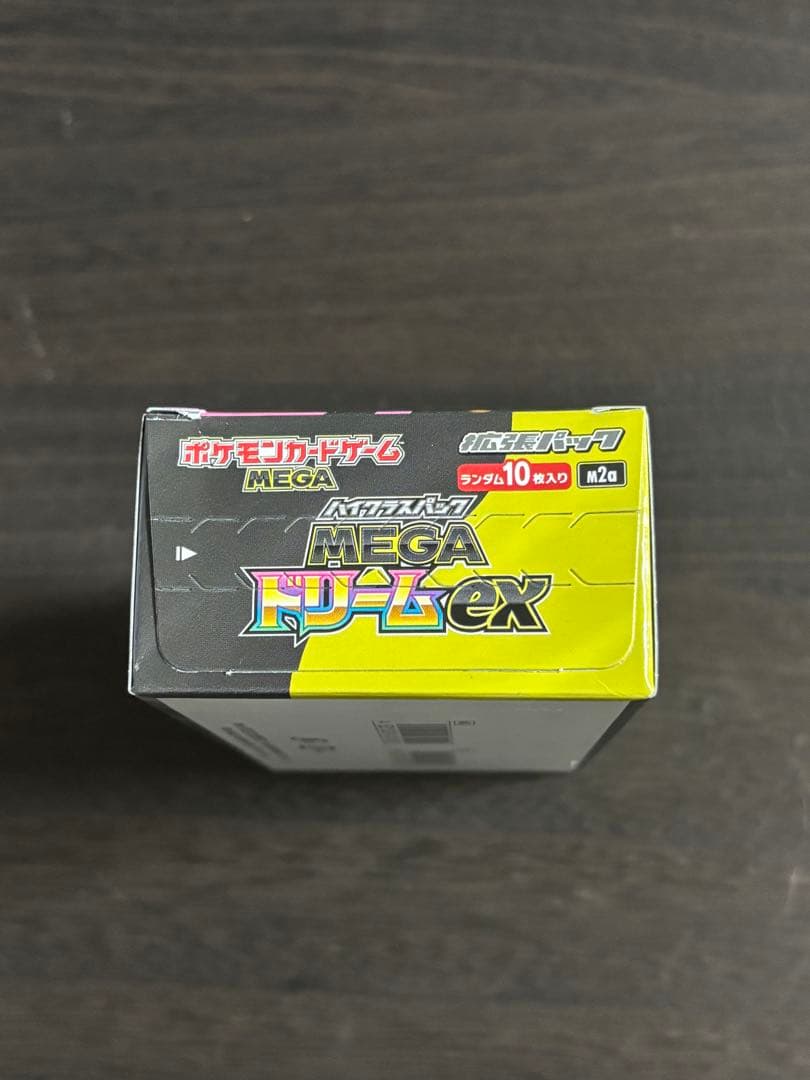 ポケモンカードゲーム
MEGA
拡張パック
ランダム10枚入り
M2a
ハイクラスパック
MEGA
ドリームex